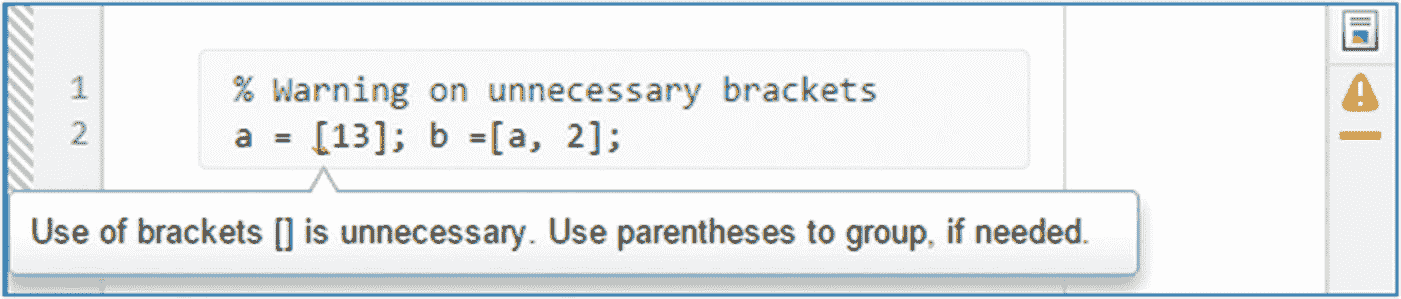 1 % Warning on unnecessary brackets
2 a = [13]; b =[a, 2];
Use of brackets [] is unnecessary. Use parentheses to group, if needed.